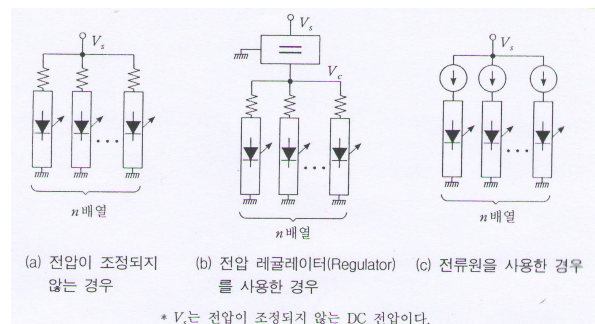 V_s
V_s
V_c
V_s
n배열
n배열
n배열
(a) 전압이 조정되지
않는 경우
(b) 전압 레귤레이터(Regulator)
를 사용한 경우
(c) 전류원을 사용한 경우
* V_s는 전압이 조정되지 않는 DC 전압이다.